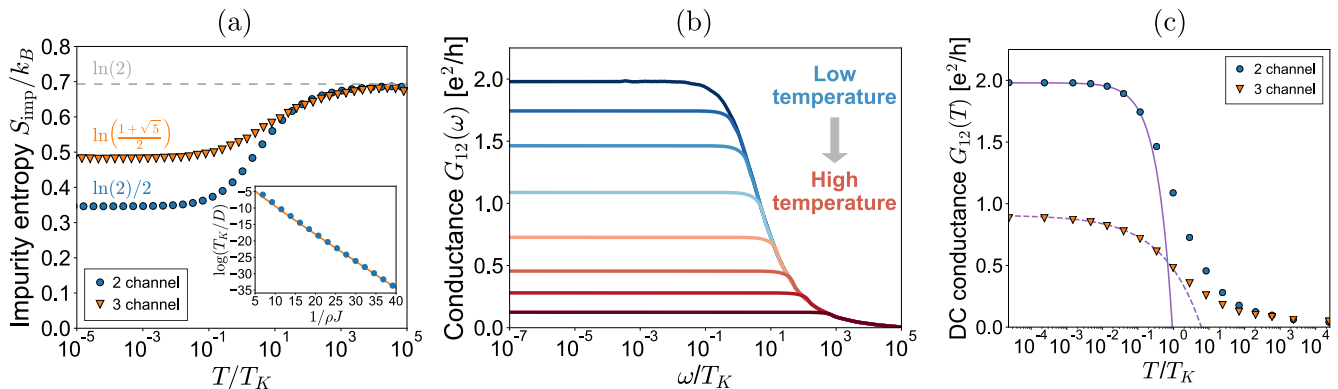 (a)
Impurity entropy S_imp/k_B
0.8
0.7
0.6
0.5
0.4
0.3
0.2
0.1
0.0
ln(2)
ln((1+√5)/2)
ln(2)/2
2 channel
3 channel
log(T_K/D)
−5
−10
−15
−20
−25
−30
−35
5 10 15 20 25 30 35 40
1/ρJ
10^−5 10^−3 10^−1 10^1 10^3 10^5
T/T_K
(b)
Conductance G_12(ω) [e²/h]
2.0
1.5
1.0
0.5
0.0
Low
temperature
High
temperature
10^−7 10^−5 10^−3 10^−1 10^1 10^3 10^5
ω/T_K
(c)
DC conductance G_12(T) [e²/h]
2.0
1.5
1.0
0.5
0.0
2 channel
3 channel
10^−4 10^−3 10^−2 10^−1 10^0 10^1 10^2 10^3 10^4
T/T_K